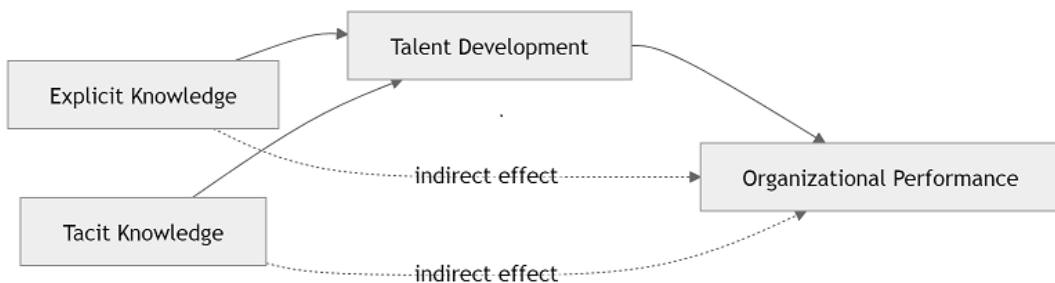 Talent Development
Explicit Knowledge
indirect effect
Organizational Performance
Tacit Knowledge
indirect effect